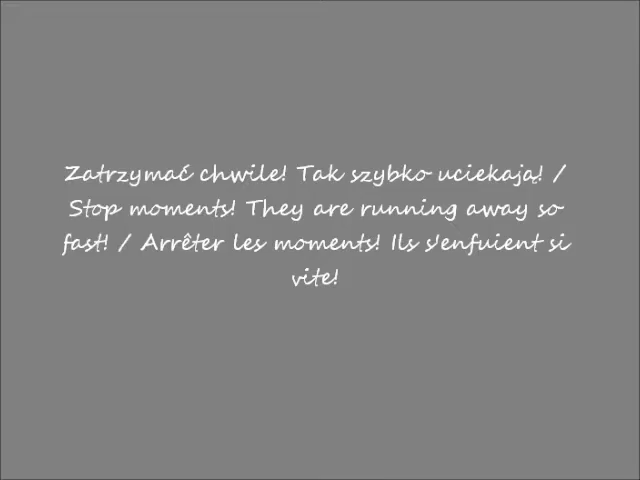 Zatrzymać chwile! Tak szybko uciekają! /
Stop moments! They are running away so
fast! / Arrêter les moments! Ils s'enfuient si
vite!